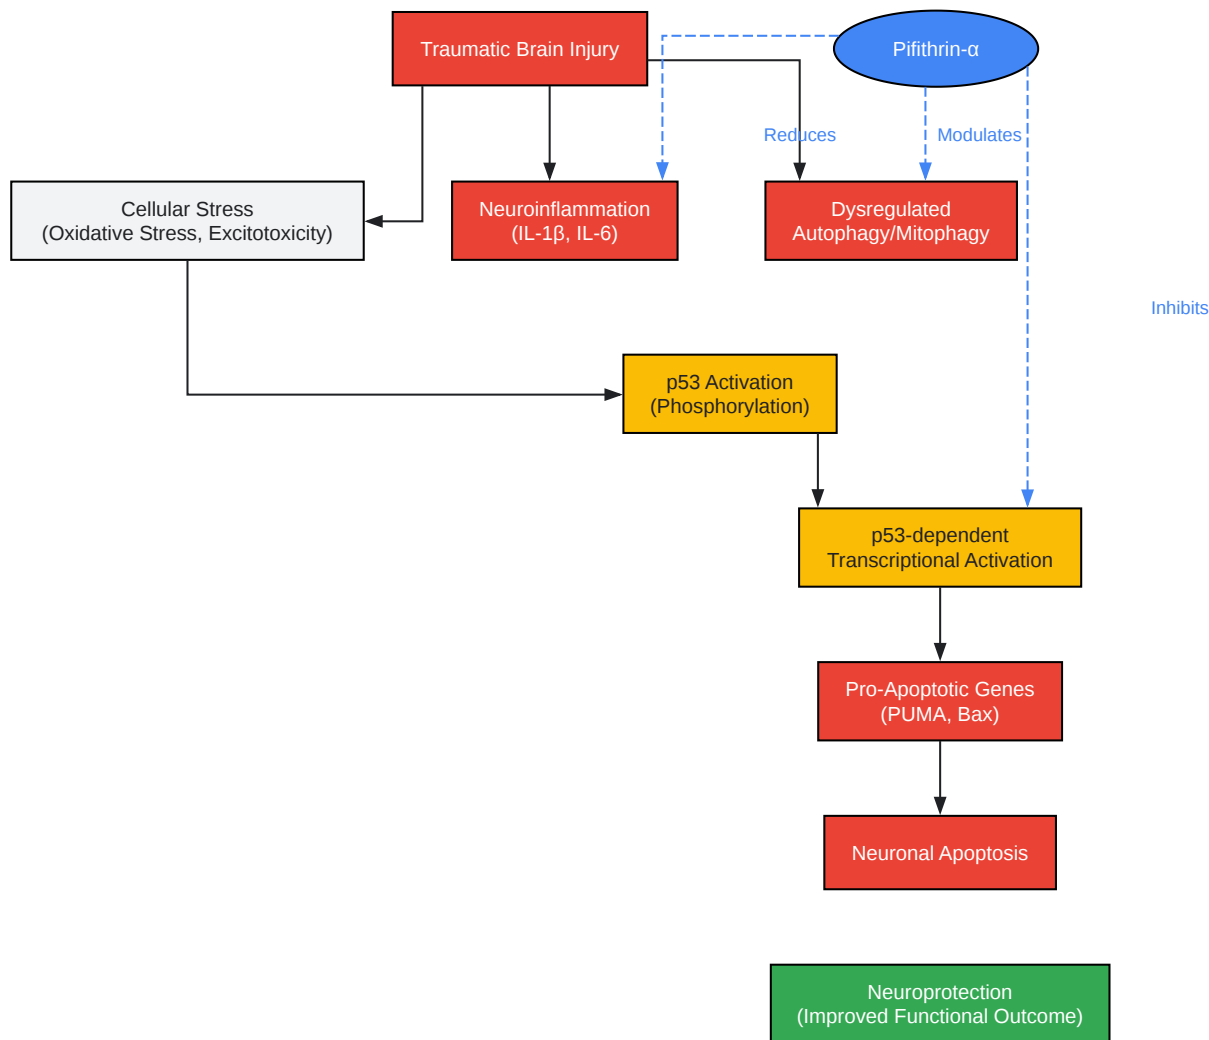 Traumatic Brain Injury
Pifithrin-α
Reduces
Modulates
Cellular Stress
(Oxidative Stress, Excitotoxicity)
Neuroinflammation
(IL-1β, IL-6)
Dysregulated
Autophagy/Mitophagy
Inhibits
p53 Activation
(Phosphorylation)
p53-dependent
Transcriptional Activation
Pro-Apoptotic Genes
(PUMA, Bax)
Neuronal Apoptosis
Neuroprotection
(Improved Functional Outcome)